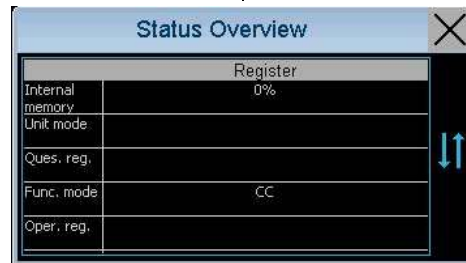 Status Overview
Register
Internal memory 0%
Unit mode
Ques. reg.
Func. mode CC
Oper. reg.